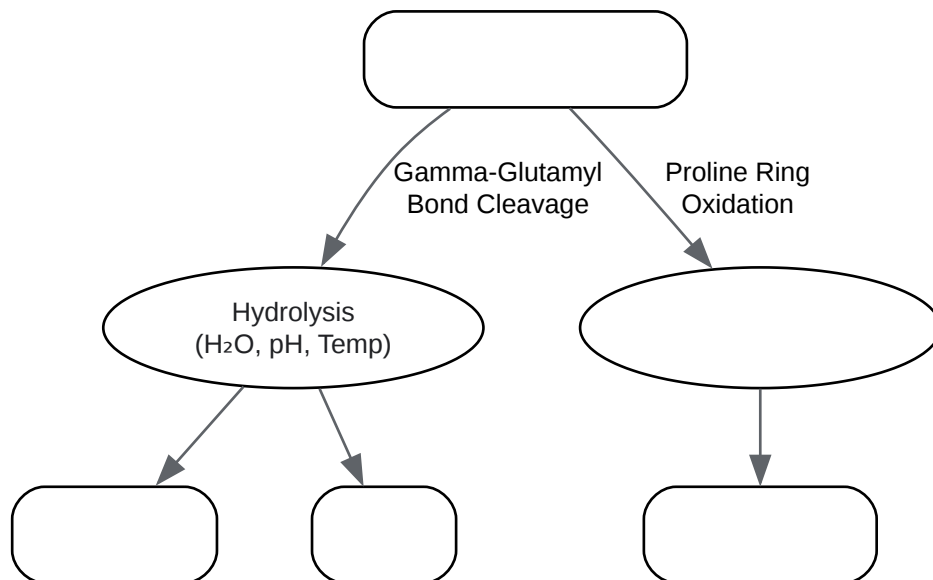 Gamma-Glutamyl
Bond Cleavage
Proline Ring
Oxidation
Hydrolysis
(H₂O, pH, Temp)